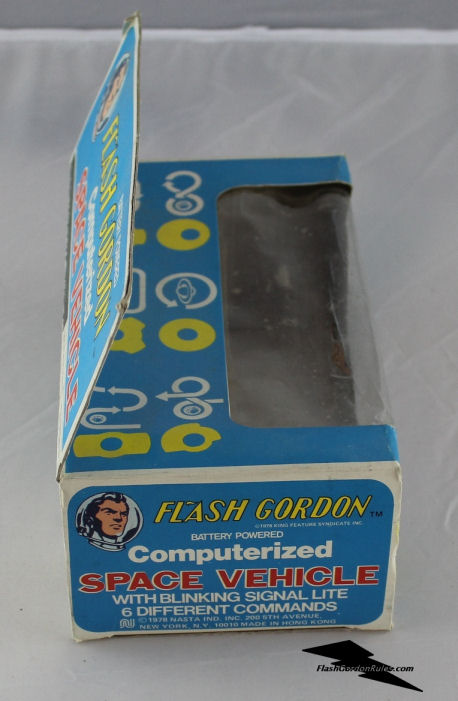 FLASH GORDON
Computerized
SPACE VEHICLE
FLASH GORDON TM
©1978 KING FEATURE SYNDICATE INC.
BATTERY POWERED
Computerized
SPACE VEHICLE
WITH BLINKING SIGNAL LITE
6 DIFFERENT COMMANDS
©1978 NASTA IND. INC. 200 5TH AVENUE,
NEW YORK, N.Y. 10010 MADE IN HONG KONG
FlashGordonRules.com